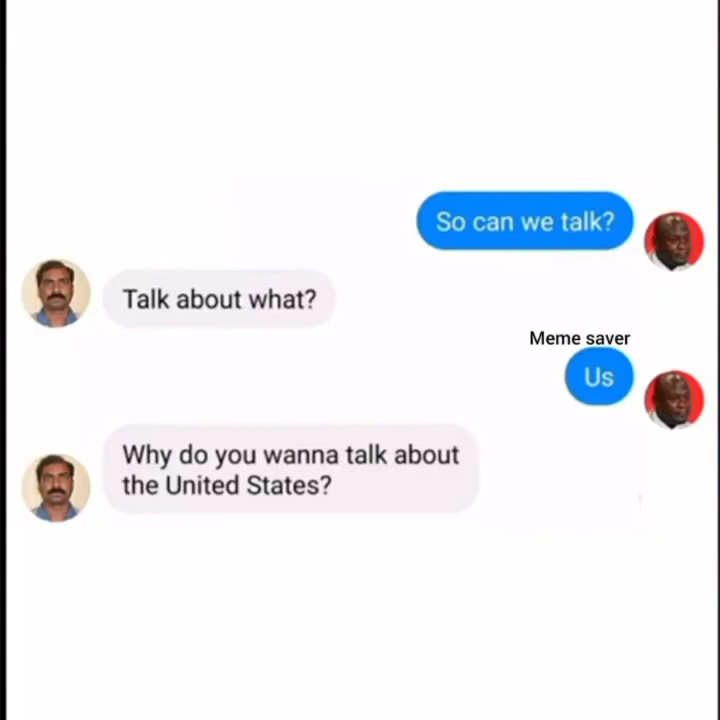 So can we talk?
Talk about what?
Meme saver
Us
Why do you wanna talk about
the United States?